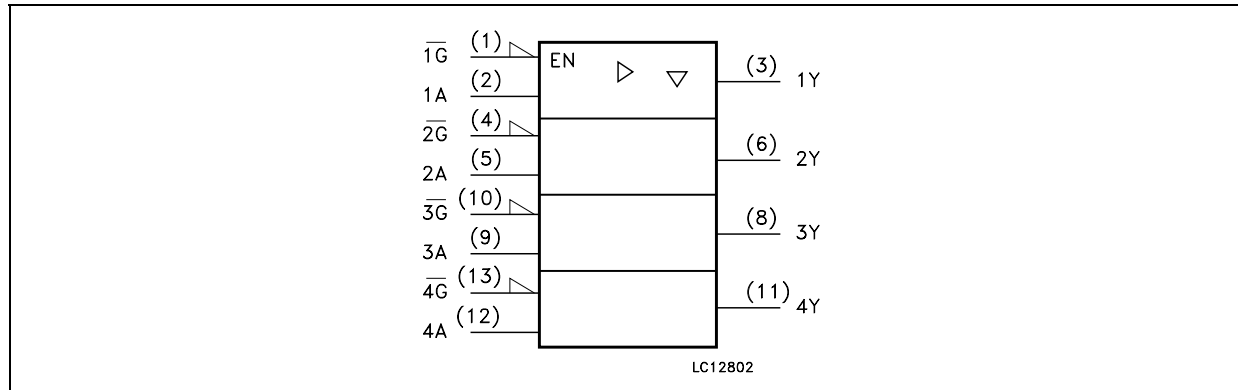 1G̅ (1) EN
1A (2) (3) 1Y
2G̅ (4)
2A (5) (6) 2Y
3G̅ (10)
3A (9) (8) 3Y
4G̅ (13)
4A (12) (11) 4Y
LC12802